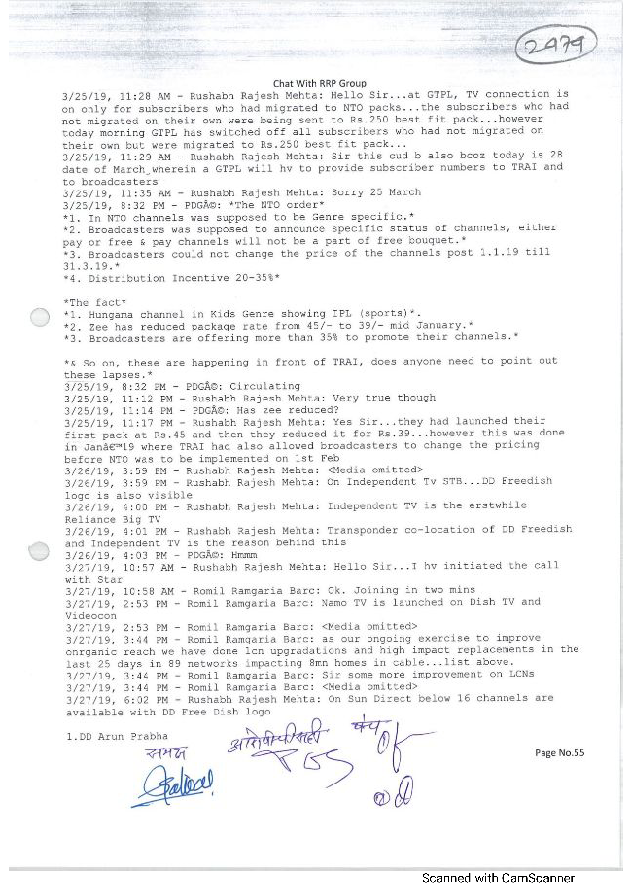 2479
Chat With RRP Group
3/25/19, 11:28 AM - Rushabh Rajesh Mehta: Hello Sir...at GTPL, TV connection is
on only for subscribers who had migrated to NTO packs...the subscribers who had
not migrated on their own were being sent to Rs.250 best fit pack...however
today morning GTPL has switched off all subscribers who had not migrated on
their own but were migrated to Rs.250 best fit pac...
3/25/19, 11:29 AM - Rushabh Rajesh Mehta: Sir this cud b also bcoz today is 28
date of March wherein a GTPL will hv to provide subscriber numbers to TRAI and
to broadcasters
3/25/19, 11:35 AM - Rushabh Rajesh Mehta: Sorry 25 March
3/25/19, 8:32 PM - PDGÂ©: *The NTO order*
*1. In NTO channels was supposed to be Genre specific.*
*2. Broadcasters was supposed to announce specific status of channels, either
pay or free & pay channels will not be a part of free bouquet.*
*3. Broadcasters could not change the price of the channels post 1.1.19 till
31.3.19.*
*4. Distribution Incentive 20-35%*
*The fact*
*1. Hungana channel in Kids Genre showing IPL (sports)*.
*2. Zee has reduced package rate from 45/- to 39/- mid January.*
*3. Broadcasters are offering more than 35% to promote their channels.*
*& So on, these are happening in front of TRAI, does anyone need to point out
these lapses.*
3/25/19, 8:32 PM - PDGÂ©: Circulating
3/25/19, 11:12 PM - Rushabh Rajesh Mehta: Very true though
3/25/19, 11:14 PM - PDGÂ©: Has zee reduced?
3/25/19, 11:17 PM - Rushabh Rajesh Mehta: Yes Sir...they had launched their
first pack at Rs.45 and then they reduced it for Rs.39...however this was done
in Janâ€™19 where TRAI had also allowed broadcasters to change the pricing
before NTO was to be implemented on 1st Feb
3/26/19, 3:59 PM - Rushabh Rajesh Mehta: <Media omitted>
3/26/19, 3:59 PM - Rushabh Rajesh Mehta: On Independent Tv STB...DD Freedish
logo is also visible
3/26/19, 4:00 PM - Rushabh Rajesh Mehta: Independent TV is the erstwhile
Reliance Big TV
3/26/19, 4:01 PM - Rushabh Rajesh Mehta: Transponder co-location of DD Freedish
and Independent TV is the reason behind this
3/26/19, 4:03 PM - PDGÂ©: Hmmm
3/27/19, 10:57 AM - Rushabh Rajesh Mehta: Hello Sir...I hv initiated the call
with Star
3/27/19, 10:58 AM - Romil Ramgaria Barc: Ok. Joining in two mins
3/27/19, 2:53 PM - Romil Ramgaria Barc: Namo TV is launched on Dish TV and
Videocon
3/27/19, 2:53 PM - Romil Ramgaria Barc: <Media omitted>
3/27/19, 3:44 PM - Romil Ramgaria Barc: as our ongoing exercise to improve
onrganic reach we have done lcn upgradations and high impact replacements in the
last 25 days in 89 networks impacting 8mn homes in cable...list above.
3/27/19, 3:44 PM - Romil Ramgaria Barc: Sir some more improvement on LCNs
3/27/19, 3:44 PM - Romil Ramgaria Barc: <Media omitted>
3/27/19, 6:02 PM - Rushabh Rajesh Mehta: On Sun Direct below 16 channels are
available with DD Free Dish logo
1.DD Arun Prabha
समक्ष
आरोपीची सही
पंच
Page No.55
Scanned with CamScanner